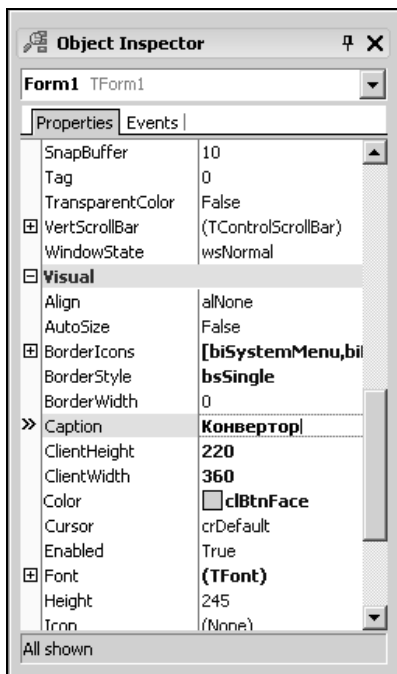 Object Inspector
Form1 TForm1
Properties Events
SnapBuffer 10
Tag 0
TransparentColor False
VertScrollBar (TControlScrollBar)
WindowState wsNormal
Visual
Align alNone
AutoSize False
BorderIcons [biSystemMenu,bil
BorderStyle bsSingle
BorderWidth 0
» Caption Конвертор
ClientHeight 220
ClientWidth 360
Color clBtnFace
Cursor crDefault
Enabled True
Font (TFont)
Height 245
Icon (None)
All shown